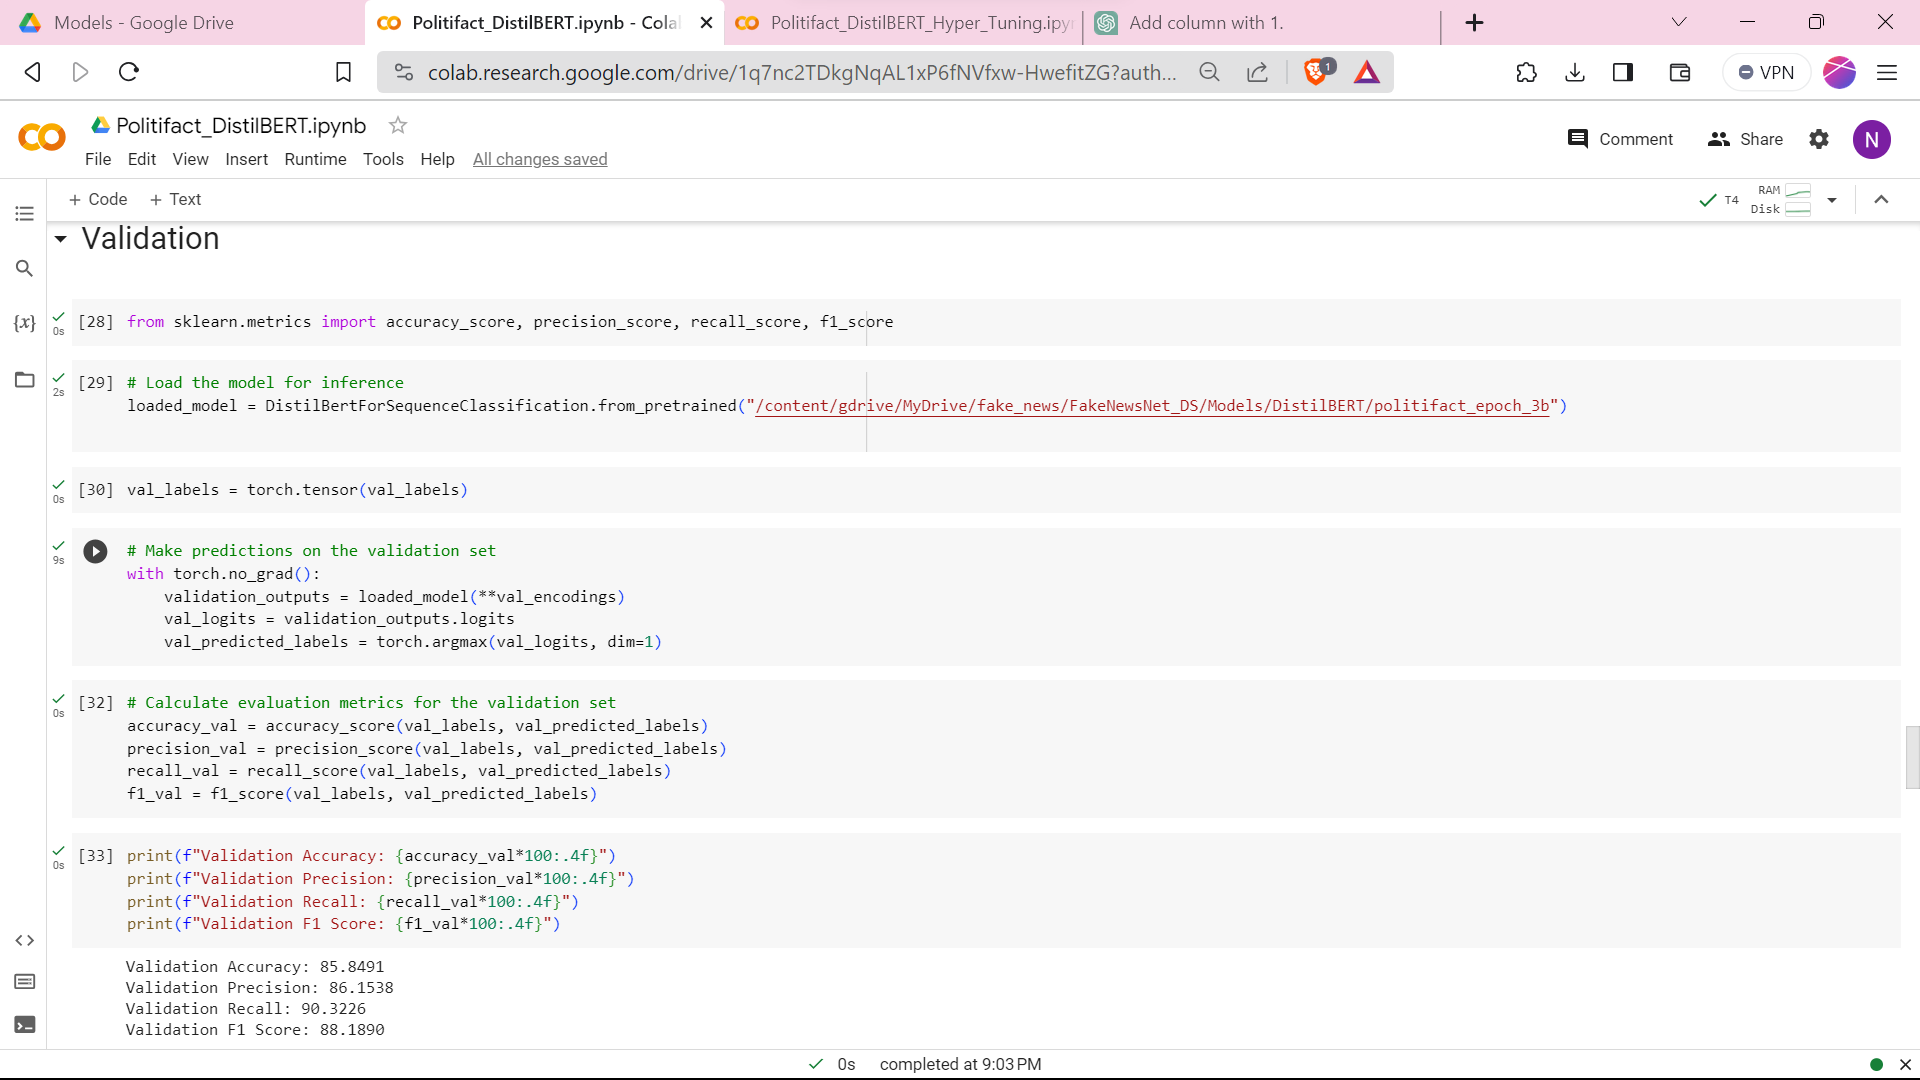 Models - Google Drive
Politifact_DistilBERT.ipynb - Cola
Politifact_DistilBERT_Hyper_Tuning.ipy
Add column with 1.
colab.research.google.com/drive/1q7nc2TDkgNqAL1xP6fNVfxw-HwefitZG?auth...
1
VPN
Politifact_DistilBERT.ipynb
Comment
Share
N
File Edit View Insert Runtime Tools Help All changes saved
+ Code + Text
T4
RAM
Disk
Validation
{x}
0s
[28] from sklearn.metrics import accuracy_score, precision_score, recall_score, f1_score
2s
[29] # Load the model for inference
loaded_model = DistilBertForSequenceClassification.from_pretrained("/content/gdrive/MyDrive/fake_news/FakeNewsNet_DS/Models/DistilBERT/politifact_epoch_3b")
0s
[30] val_labels = torch.tensor(val_labels)
9s
# Make predictions on the validation set
with torch.no_grad():
    validation_outputs = loaded_model(**val_encodings)
    val_logits = validation_outputs.logits
    val_predicted_labels = torch.argmax(val_logits, dim=1)
0s
[32] # Calculate evaluation metrics for the validation set
accuracy_val = accuracy_score(val_labels, val_predicted_labels)
precision_val = precision_score(val_labels, val_predicted_labels)
recall_val = recall_score(val_labels, val_predicted_labels)
f1_val = f1_score(val_labels, val_predicted_labels)
0s
[33] print(f"Validation Accuracy: {accuracy_val*100:.4f}")
print(f"Validation Precision: {precision_val*100:.4f}")
print(f"Validation Recall: {recall_val*100:.4f}")
print(f"Validation F1 Score: {f1_val*100:.4f}")
Validation Accuracy: 85.8491
Validation Precision: 86.1538
Validation Recall: 90.3226
Validation F1 Score: 88.1890
0s completed at 9:03 PM